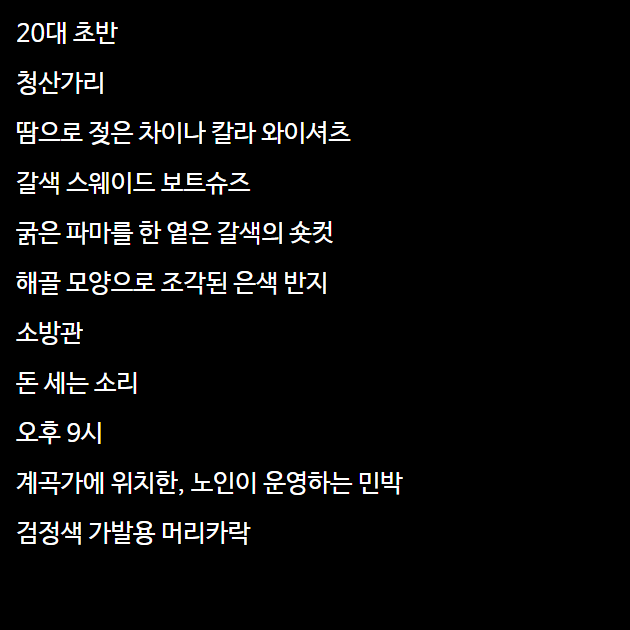 20대 초반
청산가리
땀으로 젖은 차이나 칼라 와이셔츠
갈색 스웨이드 보트슈즈
굵은 파마를 한 옅은 갈색의 숏컷
해골 모양으로 조각된 은색 반지
소방관
돈 세는 소리
오후 9시
계곡가에 위치한, 노인이 운영하는 민박
검정색 가발용 머리카락